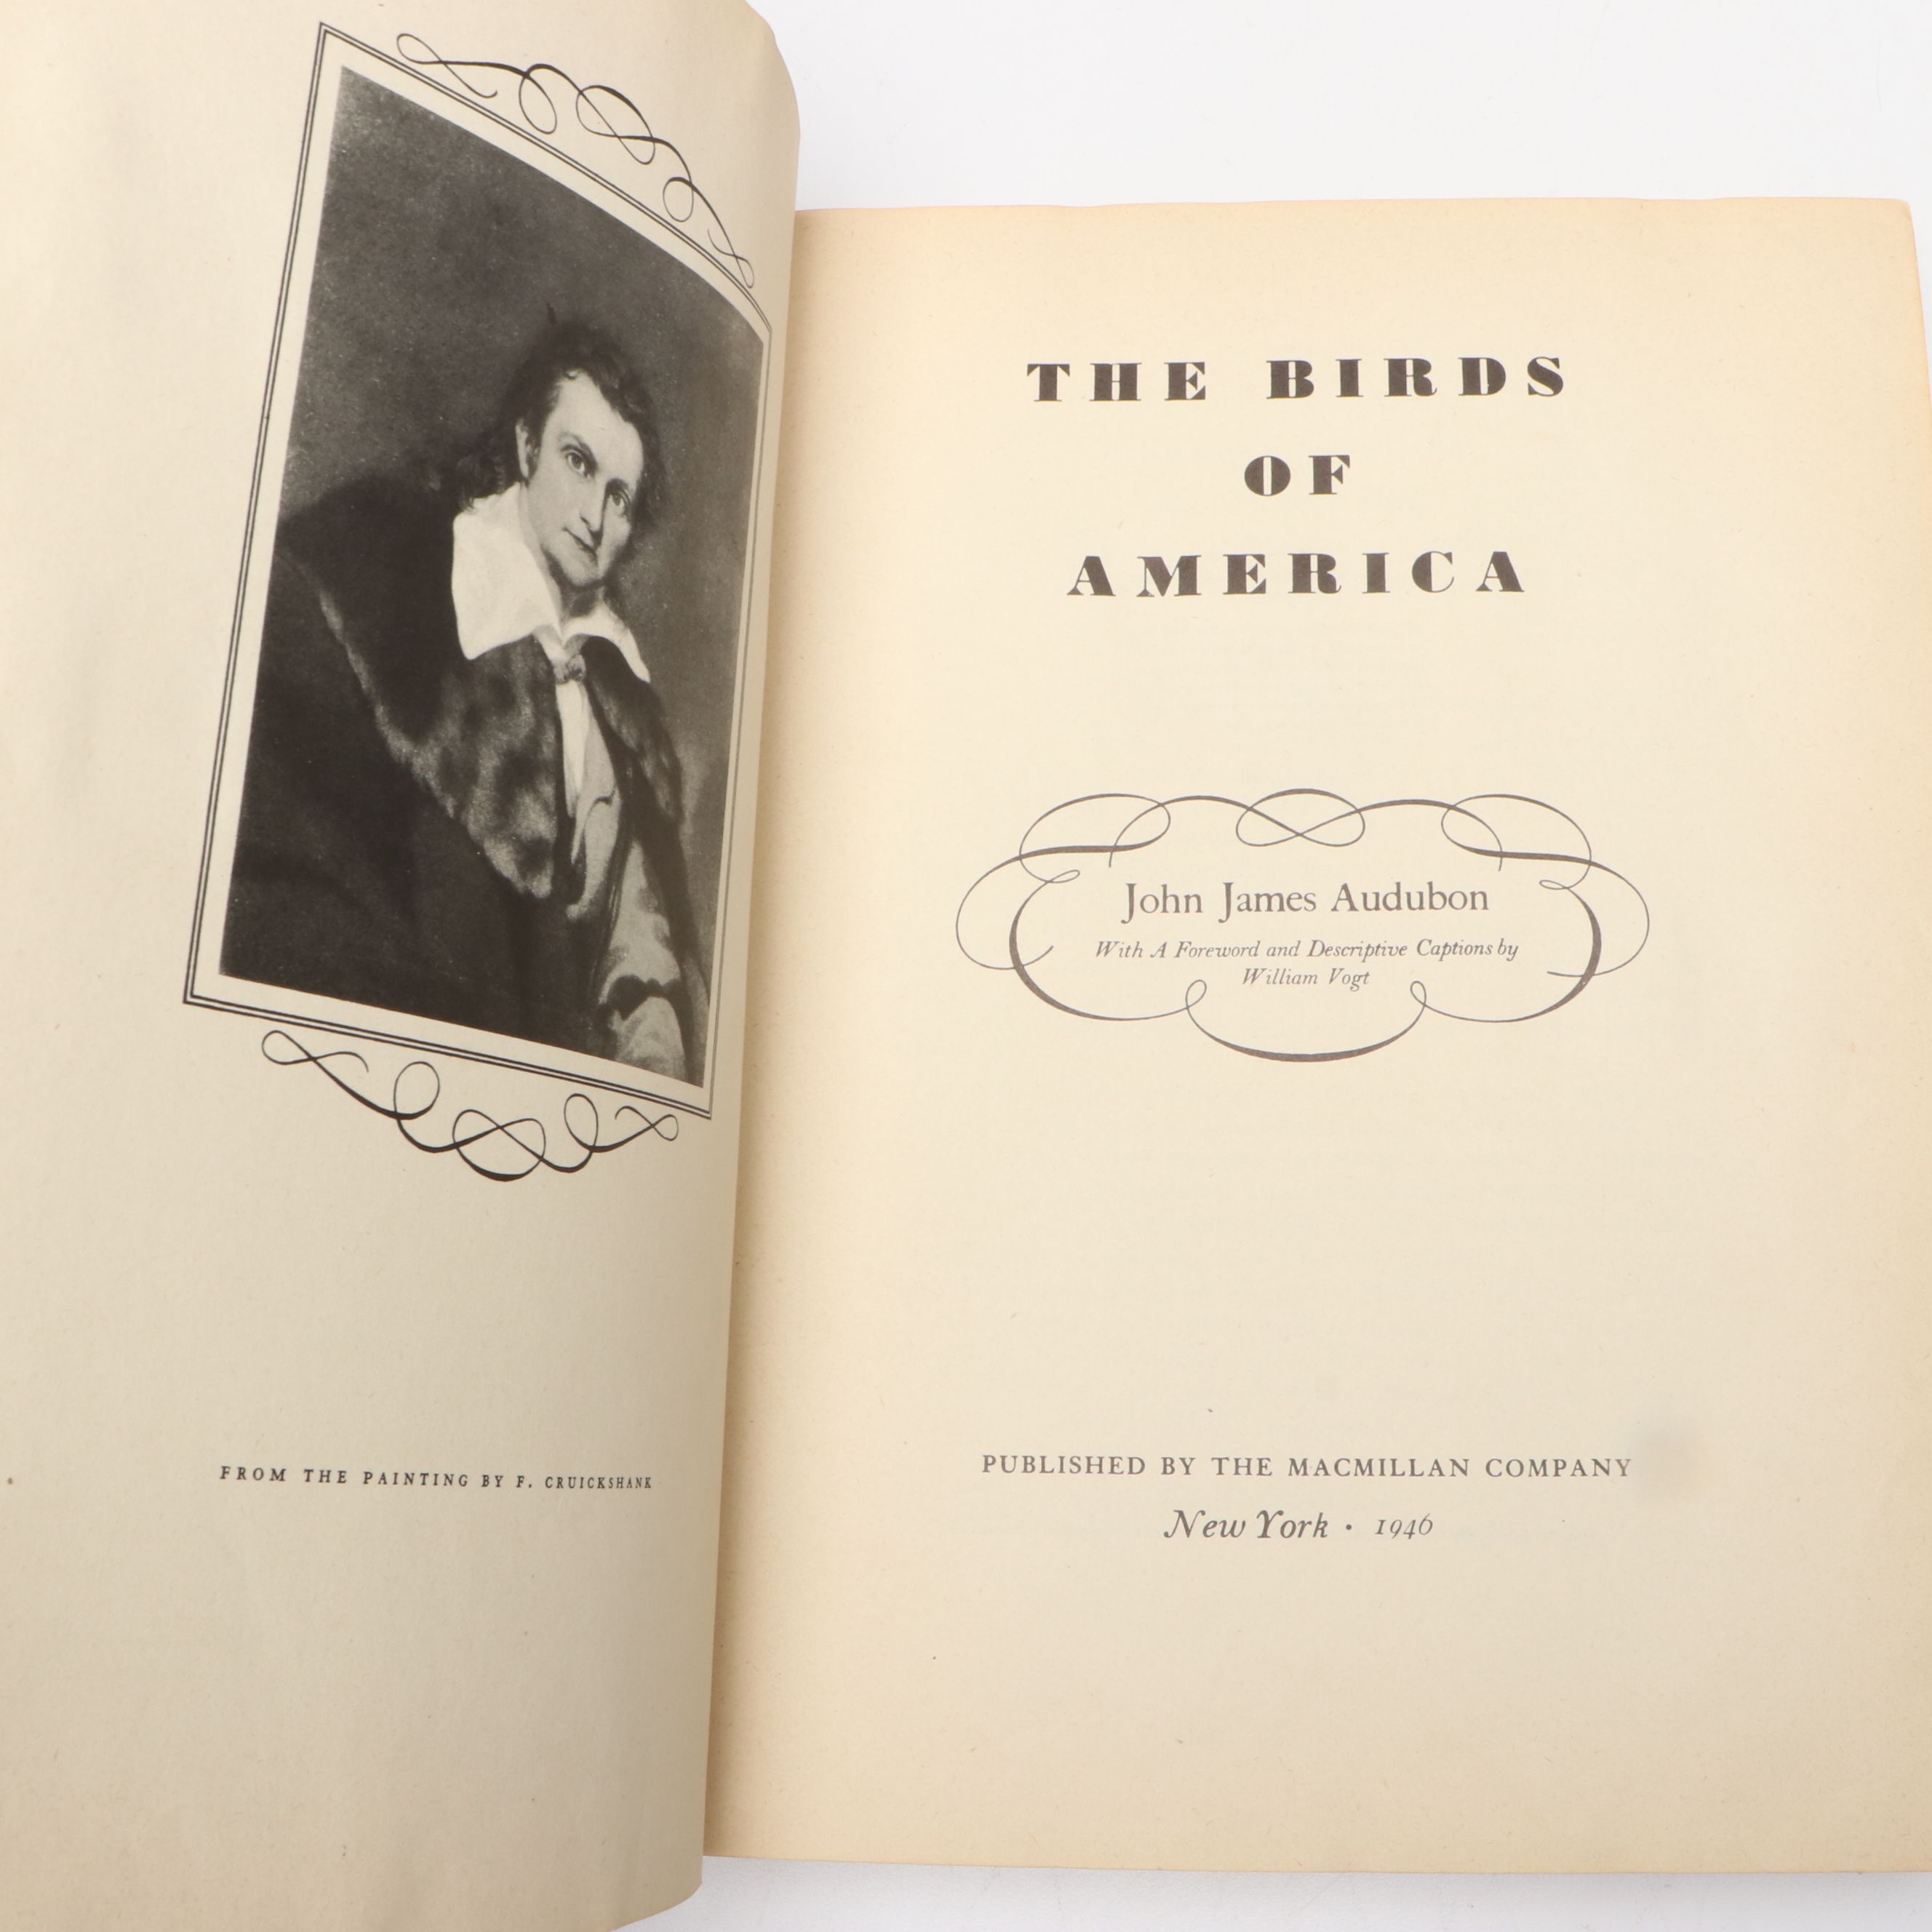 FROM THE PAINTING BY F. CRUICKSHANK
THE BIRDS
OF
AMERICA
John James Audubon
With A Foreword and Descriptive Captions by
William Vogt
PUBLISHED BY THE MACMILLAN COMPANY
New York · 1946